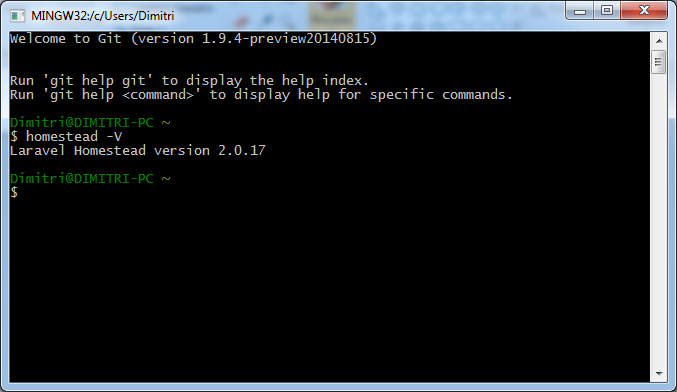 MINGW32:/c/Users/Dimitri
Welcome to Git (version 1.9.4-preview20140815)
Run 'git help git' to display the help index.
Run 'git help <command>' to display help for specific commands.
Dimitri@DIMITRI-PC ~
$ homestead -V
Laravel Homestead version 2.0.17
Dimitri@DIMITRI-PC ~
$